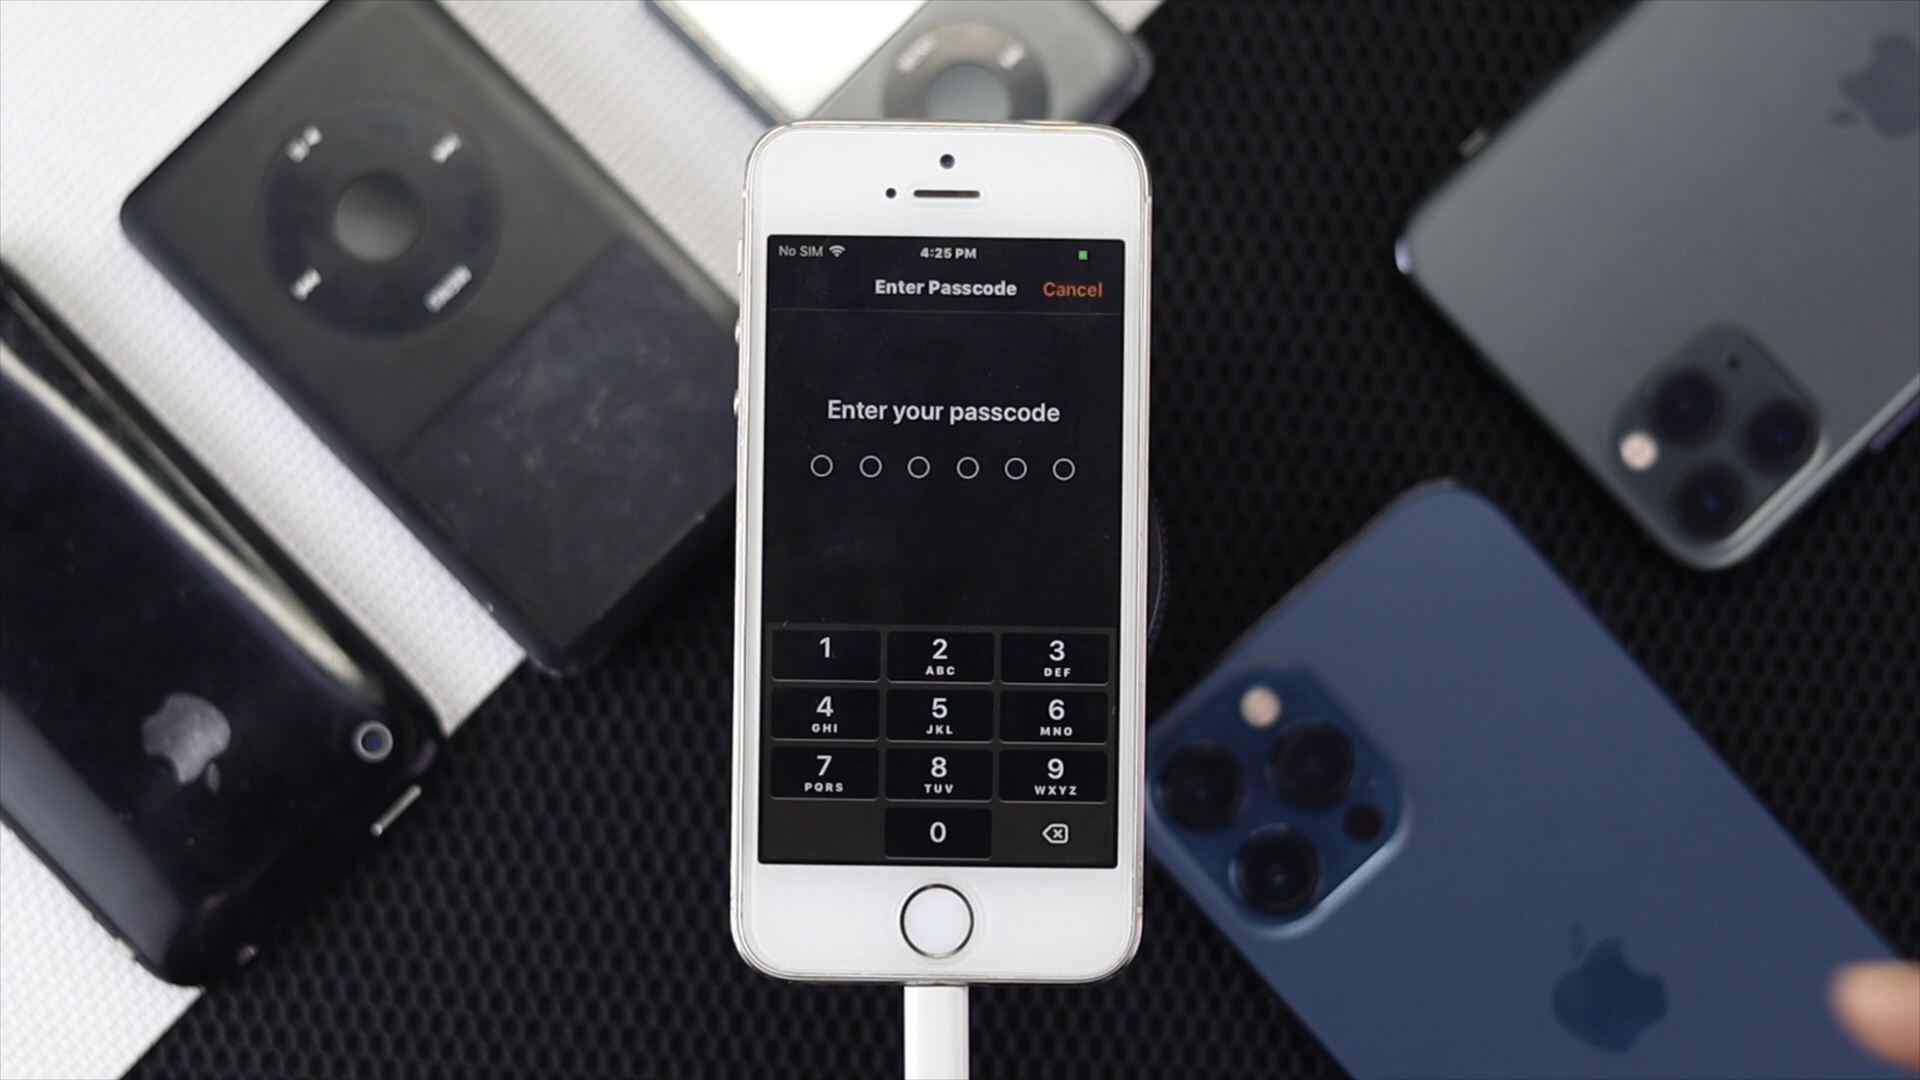 No SIM
4:25 PM
Enter Passcode
Cancel
Enter your passcode
1
2
ABC
3
DEF
4
GHI
5
JKL
6
MNO
7
PQRS
8
TUV
9
WXYZ
0